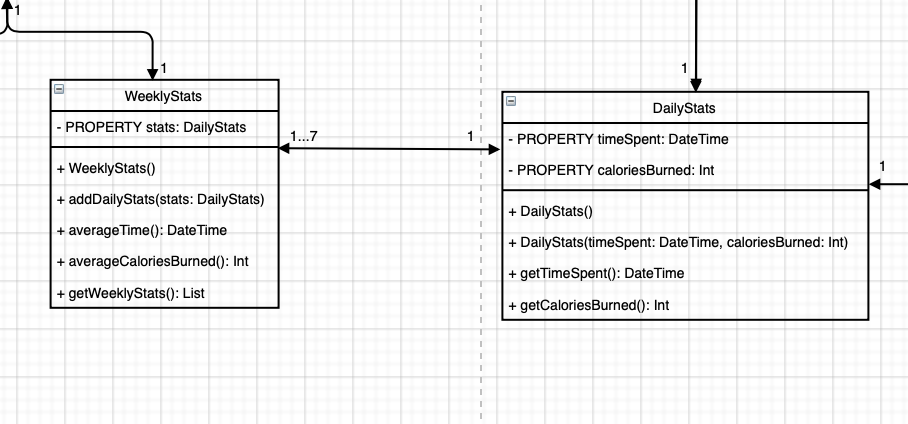 1
1
WeeklyStats
- PROPERTY stats: DailyStats
+ WeeklyStats()
+ addDailyStats(stats: DailyStats)
+ averageTime(): DateTime
+ averageCaloriesBurned(): Int
+ getWeeklyStats(): List
1...7
1
1
DailyStats
- PROPERTY timeSpent: DateTime
- PROPERTY caloriesBurned: Int
+ DailyStats()
+ DailyStats(timeSpent: DateTime, caloriesBurned: Int)
+ getTimeSpent(): DateTime
+ getCaloriesBurned(): Int
1